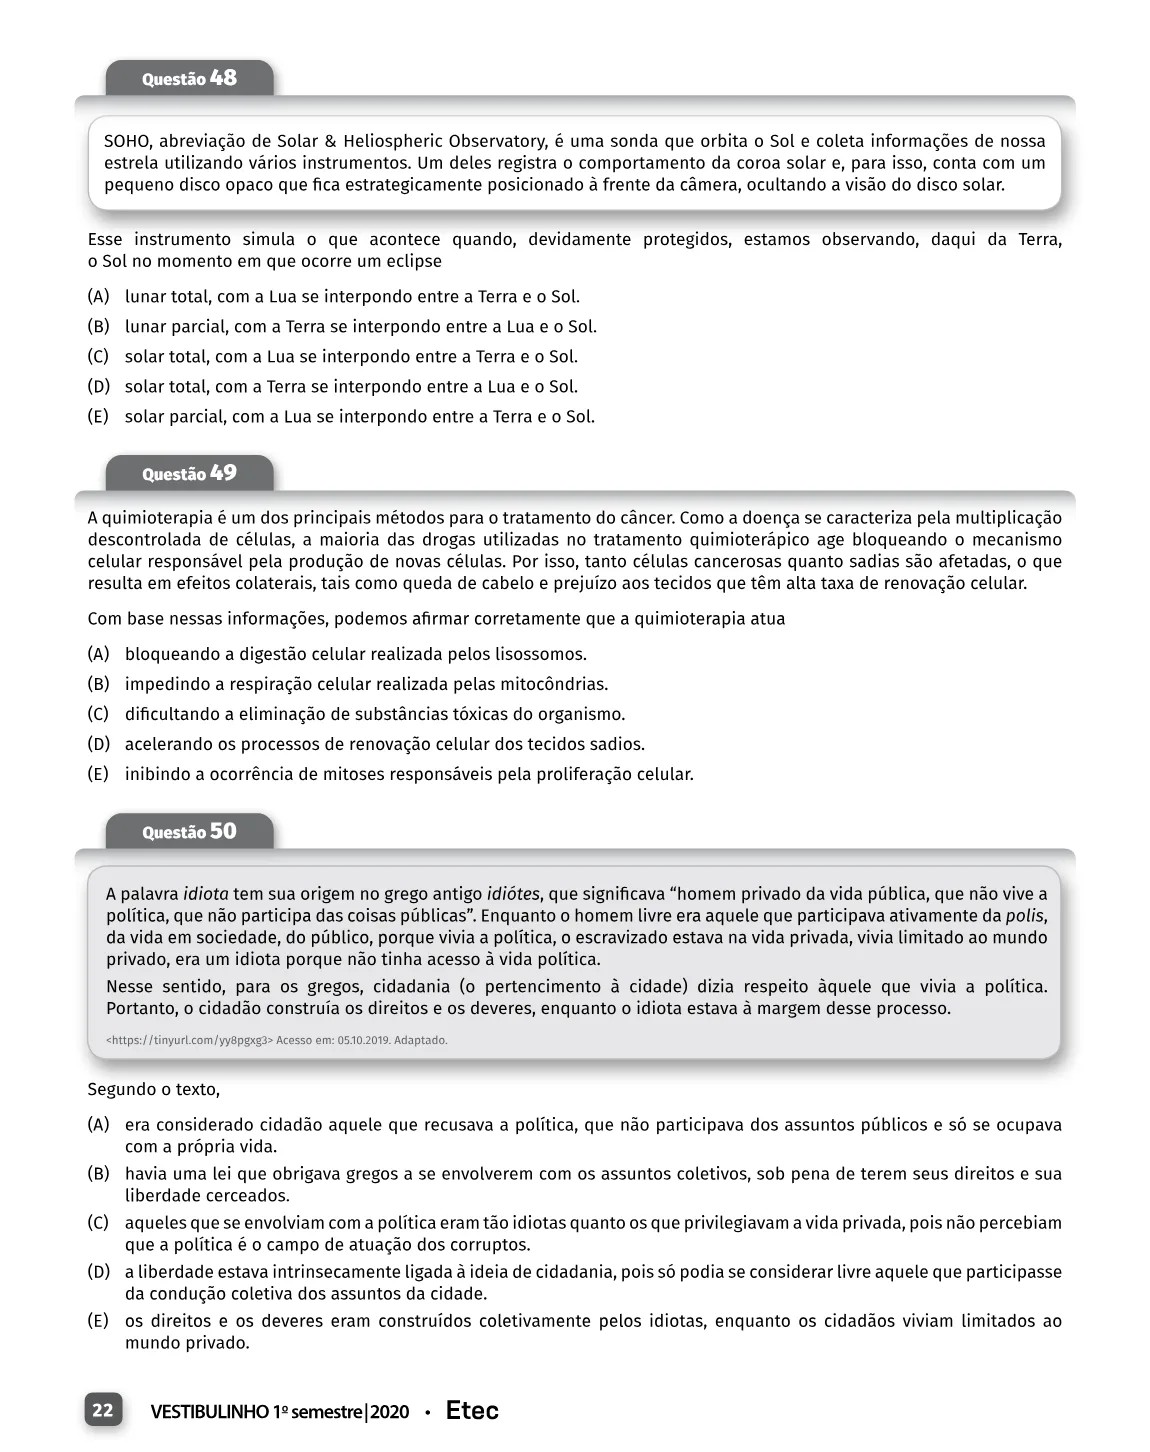 Questão 48
SOHO, abreviação de Solar & Heliospheric Observatory, é uma sonda que orbita o Sol e coleta informações de nossa
estrela utilizando vários instrumentos. Um deles registra o comportamento da coroa solar e, para isso, conta com um
pequeno disco opaco que fica estrategicamente posicionado à frente da câmera, ocultando a visão do disco solar.
Esse instrumento simula o que acontece quando, devidamente protegidos, estamos observando, daqui da Terra,
o Sol no momento em que ocorre um eclipse
(A) lunar total, com a Lua se interpondo entre a Terra e o Sol.
(B) lunar parcial, com a Terra se interpondo entre a Lua e o Sol.
(C) solar total, com a Lua se interpondo entre a Terra e o Sol.
(D) solar total, com a Terra se interpondo entre a Lua e o Sol.
(E) solar parcial, com a Lua se interpondo entre a Terra e o Sol.
Questão 49
A quimioterapia é um dos principais métodos para o tratamento do câncer. Como a doença se caracteriza pela multiplicação
descontrolada de células, a maioria das drogas utilizadas no tratamento quimioterápico age bloqueando o mecanismo
celular responsável pela produção de novas células. Por isso, tanto células cancerosas quanto sadias são afetadas, o que
resulta em efeitos colaterais, tais como queda de cabelo e prejuízo aos tecidos que têm alta taxa de renovação celular.
Com base nessas informações, podemos afirmar corretamente que a quimioterapia atua
(A) bloqueando a digestão celular realizada pelos lisossomos.
(B) impedindo a respiração celular realizada pelas mitocôndrias.
(C) dificultando a eliminação de substâncias tóxicas do organismo.
(D) acelerando os processos de renovação celular dos tecidos sadios.
(E) inibindo a ocorrência de mitoses responsáveis pela proliferação celular.
Questão 50
A palavra idiota tem sua origem no grego antigo idiótes, que significava “homem privado da vida pública, que não vive a
política, que não participa das coisas públicas”. Enquanto o homem livre era aquele que participava ativamente da polis,
da vida em sociedade, do público, porque vivia a política, o escravizado estava na vida privada, vivia limitado ao mundo
privado, era um idiota porque não tinha acesso à vida política.
Nesse sentido, para os gregos, cidadania (o pertencimento à cidade) dizia respeito àquele que vivia a política.
Portanto, o cidadão construía os direitos e os deveres, enquanto o idiota estava à margem desse processo.
<https://tinyurl.com/yy8pgxg3> Acesso em: 05.10.2019. Adaptado.
Segundo o texto,
(A) era considerado cidadão aquele que recusava a política, que não participava dos assuntos públicos e só se ocupava
com a própria vida.
(B) havia uma lei que obrigava gregos a se envolverem com os assuntos coletivos, sob pena de terem seus direitos e sua
liberdade cerceados.
(C) aqueles que se envolviam com a política eram tão idiotas quanto os que privilegiavam a vida privada, pois não percebiam
que a política é o campo de atuação dos corruptos.
(D) a liberdade estava intrinsecamente ligada à ideia de cidadania, pois só podia se considerar livre aquele que participasse
da condução coletiva dos assuntos da cidade.
(E) os direitos e os deveres eram construídos coletivamente pelos idiotas, enquanto os cidadãos viviam limitados ao
mundo privado.
22 VESTIBULINHO 1º semestre|2020 • Etec